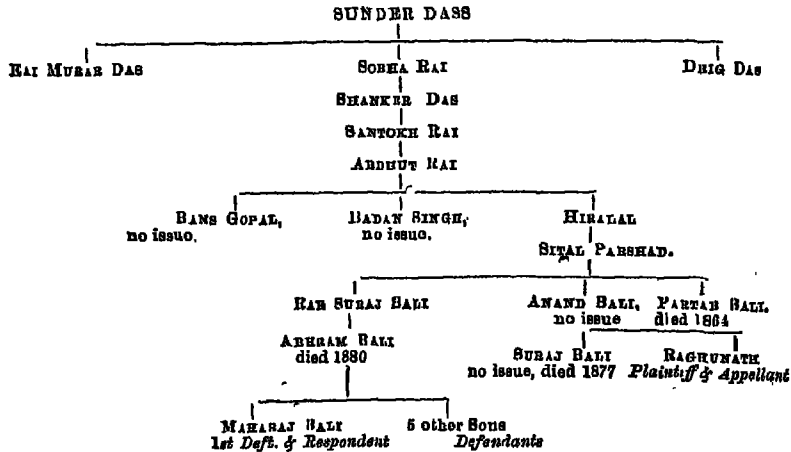 SUNDER DASS
RAI MURAR DAS SOBHA RAI DHIG DAS
SHANKER DAS
SANTOKH RAI
ABDHUT RAI
BANS GOPAL, BADAN SINGH, HIRALAL
no issue. no issue.
SITAL PARSHAD.
RAE SURAJ BALI ANAND BALI, PARTAB BALI.
no issue died 1864
ABHRAM BALI
died 1880 SURAJ BALI RAGHUNATH
no issue, died 1877 Plaintiff & Appellant
MAHARAJ BALI 5 other Sons
1st Deft. & Respondent Defendants